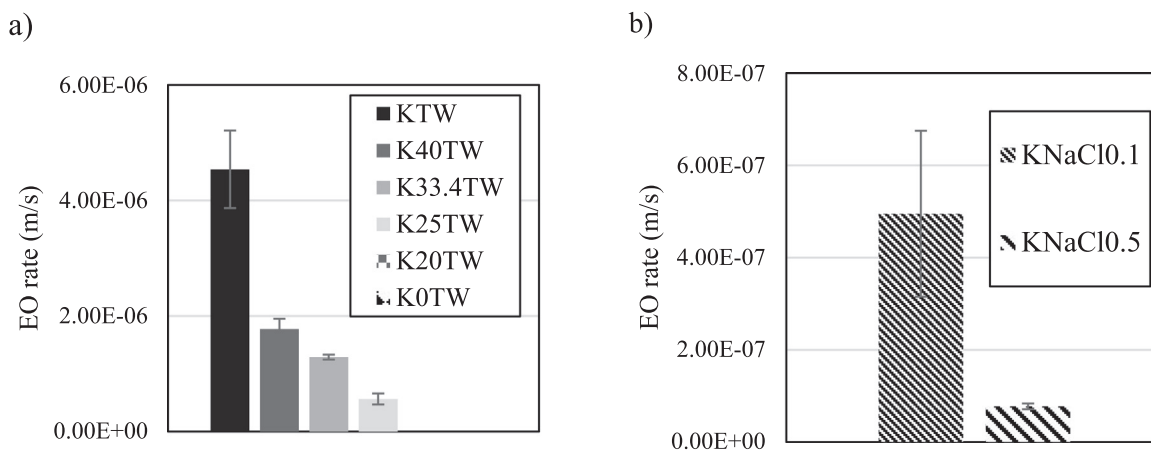 a)
6.00E-06
4.00E-06
2.00E-06
0.00E+00
EO rate (m/s)
KTW
K40TW
K33.4TW
K25TW
K20TW
K0TW
b)
8.00E-07
6.00E-07
4.00E-07
2.00E-07
0.00E+00
EO rate (m/s)
KNaCl0.1
KNaCl0.5